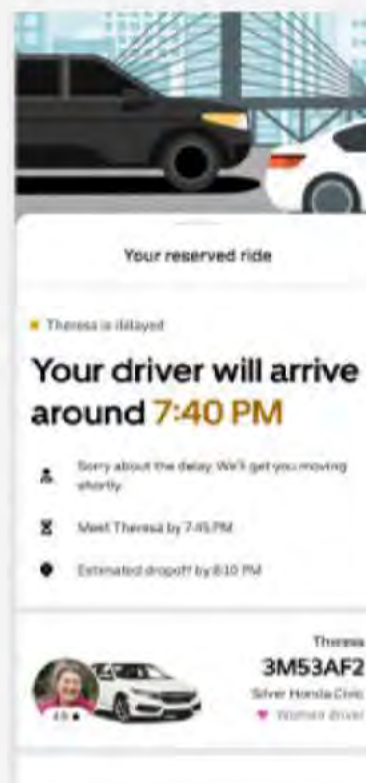 Your reserved ride
Theresa is delayed
Your driver will arrive
around 7:40 PM
Sorry about the delay. We'll get you moving
shortly.
Meet Theresa by 7:45 PM
Estimated dropoff by 8:10 PM
Theresa
3M53AF2
Silver Honda Civic
4.9 ★
Women driver